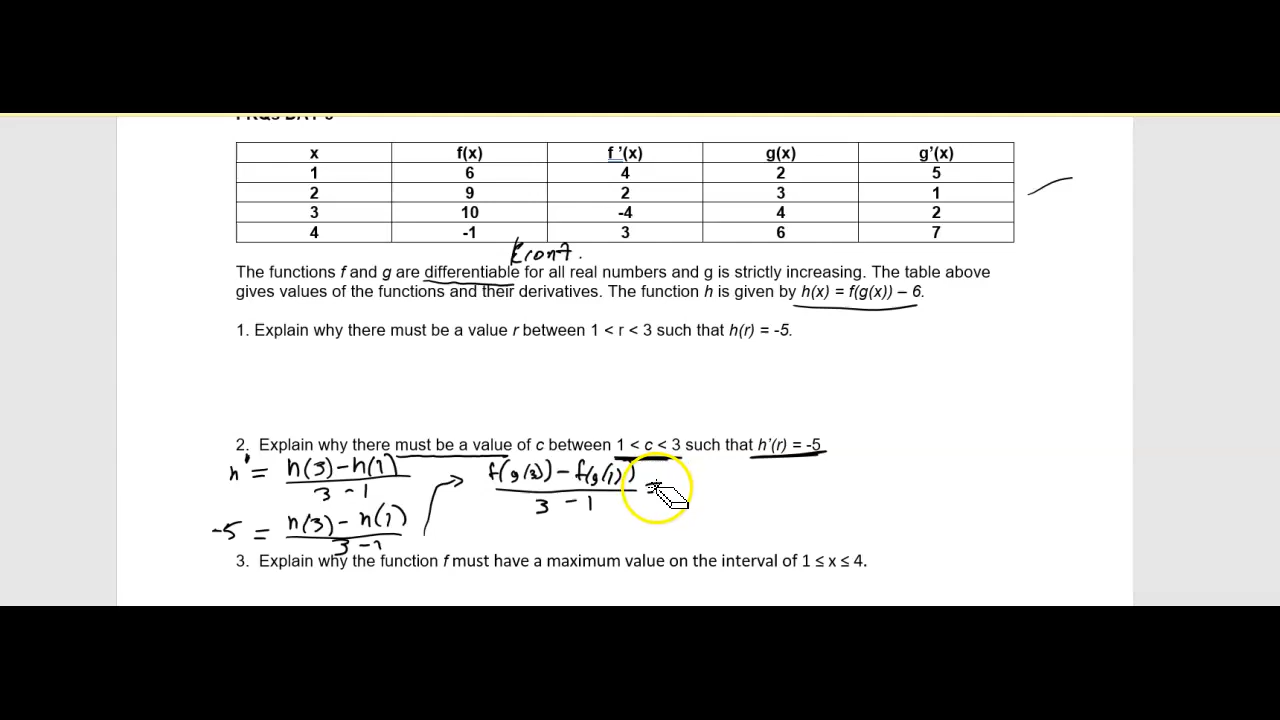 x f(x) f '(x) g(x) g'(x)
1 6 4 2 5
2 9 2 3 1
3 10 -4 4 2
4 -1 3 6 7
cont.
The functions f and g are differentiable for all real numbers and g is strictly increasing. The table above
gives values of the functions and their derivatives. The function h is given by h(x) = f(g(x)) – 6.
1. Explain why there must be a value r between 1 < r < 3 such that h(r) = -5.
2. Explain why there must be a value of c between 1 < c < 3 such that h'(r) = -5
h' = h(3) - h(1)
3 - 1
f(g(3)) - f(g(1)) =
3 - 1
-5 = h(3) - h(1)
3 - 1
3. Explain why the function f must have a maximum value on the interval of 1 ≤ x ≤ 4.